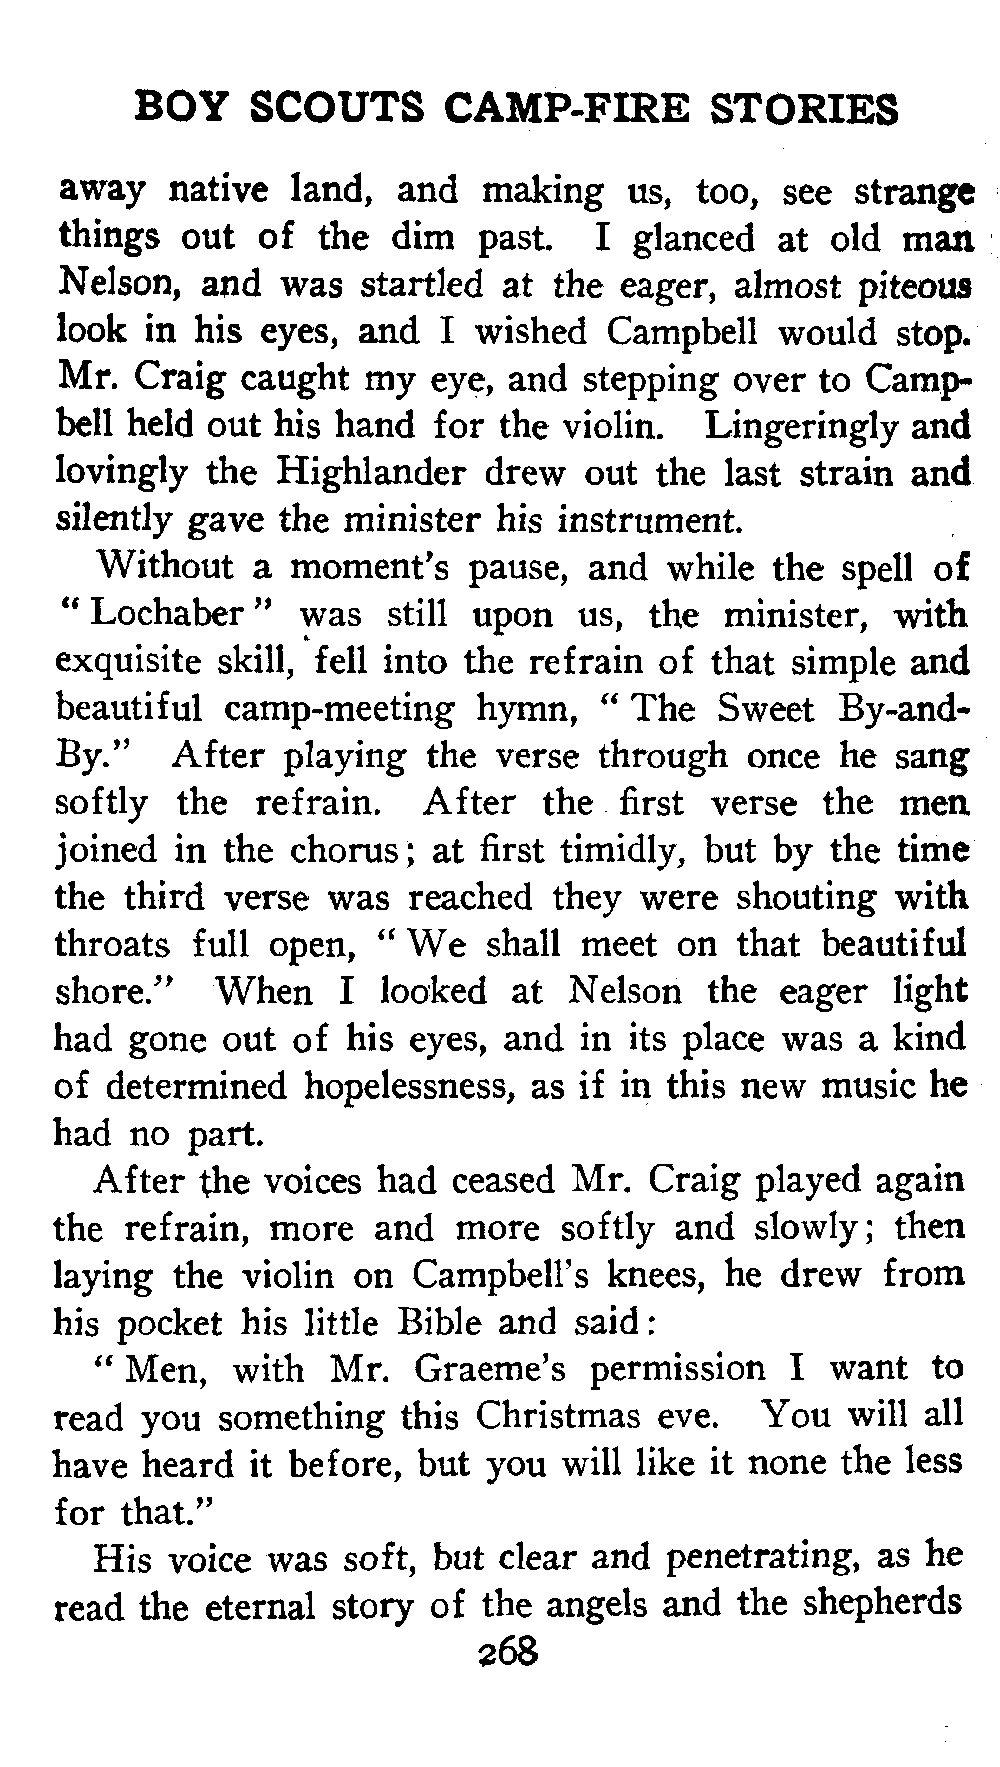 BOY SCOUTS CAMP-FIRE STORIES
away native land, and making us, too, see strange
things out of the dim past. I glanced at old man
Nelson, and was startled at the eager, almost piteous
look in his eyes, and I wished Campbell would stop.
Mr. Craig caught my eye, and stepping over to Camp-
bell held out his hand for the violin. Lingeringly and
lovingly the Highlander drew out the last strain and
silently gave the minister his instrument.
Without a moment's pause, and while the spell of
" Lochaber " was still upon us, the minister, with
exquisite skill, fell into the refrain of that simple and
beautiful camp-meeting hymn, " The Sweet By-and-
By." After playing the verse through once he sang
softly the refrain. After the first verse the men
joined in the chorus; at first timidly, but by the time
the third verse was reached they were shouting with
throats full open, " We shall meet on that beautiful
shore." When I looked at Nelson the eager light
had gone out of his eyes, and in its place was a kind
of determined hopelessness, as if in this new music he
had no part.
After the voices had ceased Mr. Craig played again
the refrain, more and more softly and slowly; then
laying the violin on Campbell's knees, he drew from
his pocket his little Bible and said:
" Men, with Mr. Graeme's permission I want to
read you something this Christmas eve. You will all
have heard it before, but you will like it none the less
for that."
His voice was soft, but clear and penetrating, as he
read the eternal story of the angels and the shepherds
268